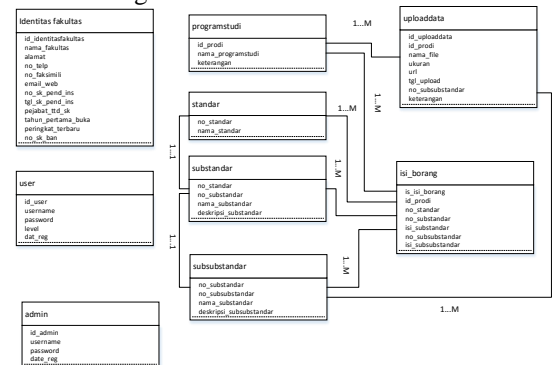 Identitas fakultas
id_identitasfakultas
nama_fakultas
alamat
no_telp
no_faksimili
email_web
no_sk_pend_ins
tgl_sk_pend_ins
pejabat_ttd_sk
tahun_pertama_buka
peringkat_terbaru
no_sk_ban
user
id_user
username
password
level
dat_reg
admin
id_admin
username
password
date_reg
programstudi
id_prodi
nama_programstudi
keterangan
standar
no_standar
nama_standar
substandar
no_standar
no_substandar
nama_substandar
deskripsi_substandar
subsubstandar
no_substandar
no_subsubstandar
nama_substandar
deskripsi_subsubstandar
uploaddata
id_uploaddata
id_prodi
nama_file
ukuran
url
tgl_upload
no_subsubstandar
keterangan
isi_borang
is_isi_borang
id_prodi
no_standar
no_substandar
isi_substandar
no_subsubstandar
isi_subsubstandar
1...M
1...M
1...M
1...M
1...M
1...M
1...1
1...1